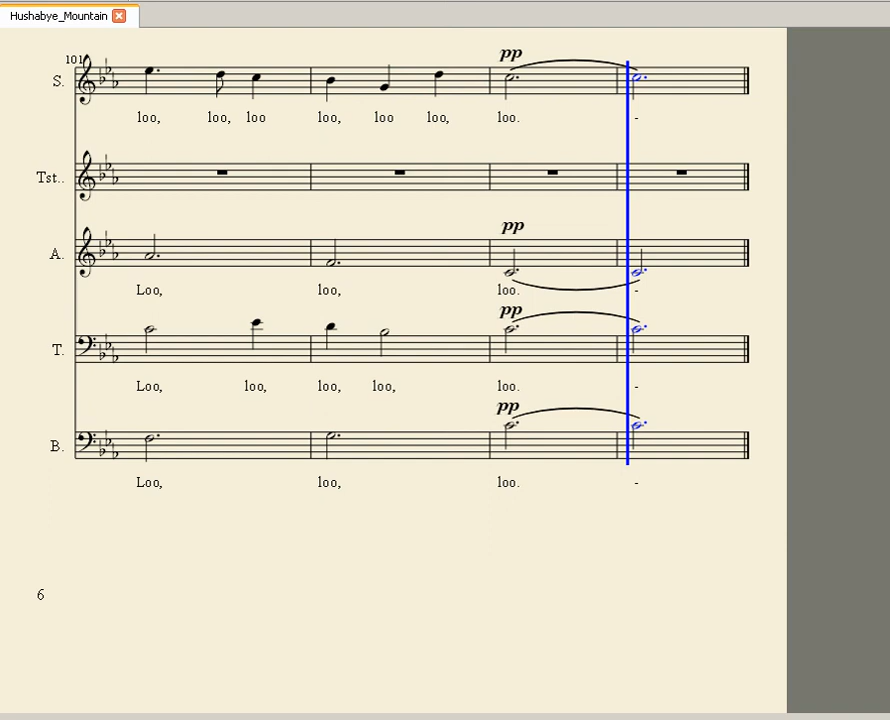 Hushabye_Mountain
101
pp
S.
loo, loo, loo loo, loo loo, loo. -
Tst..
pp
A.
Loo, loo, loo. -
pp
T.
Loo, loo, loo, loo, loo. -
pp
B.
Loo, loo, loo. -
6